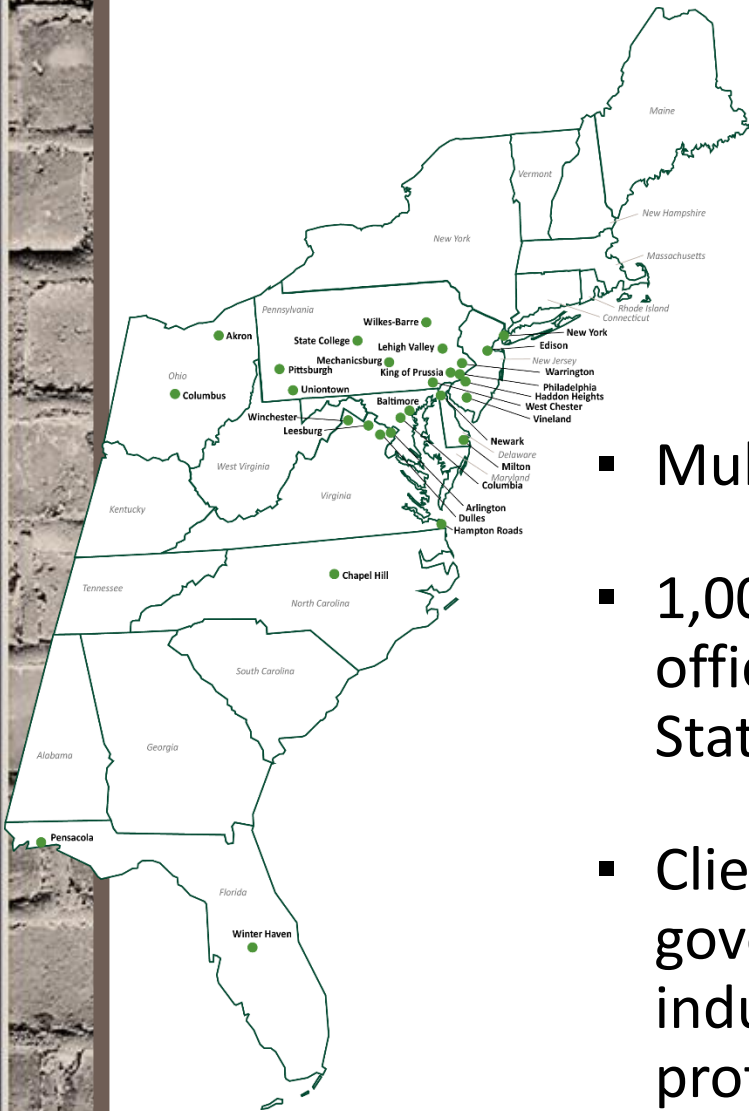 Maine
Vermont
New Hampshire
New York
Massachusetts
Rhode Island
Connecticut
Pennsylvania
Wilkes-Barre
New York
Akron
State College
Edison
Lehigh Valley
Mechanicsburg
New Jersey
Pittsburgh
King of Prussia
Warrington
Ohio
Philadelphia
Columbus
Uniontown
Haddon Heights
Baltimore
West Chester
Winchester
Vineland
Leesburg
Newark
Delaware
West Virginia
Milton
Maryland
Columbia
Virginia
Kentucky
Arlington
Dulles
Hampton Roads
Chapel Hill
Tennessee
North Carolina
South Carolina
Georgia
Alabama
Pensacola
Florida
Winter Haven
▪ Mul
▪ 1,00
offic
Stat
▪ Clie
gove
indu
prof